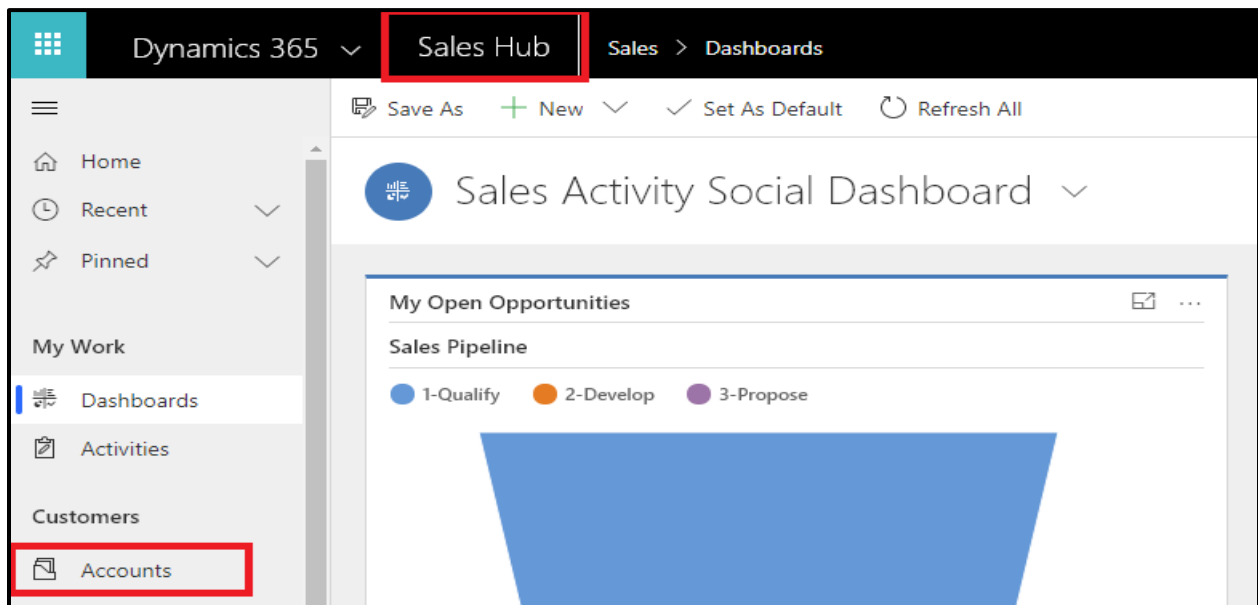 Dynamics 365 Sales Hub Sales > Dashboards
Save As New Set As Default Refresh All
Home
Recent
Pinned
My Work
Dashboards
Activities
Customers
Accounts
Sales Activity Social Dashboard
My Open Opportunities ...
Sales Pipeline
1-Qualify 2-Develop 3-Propose